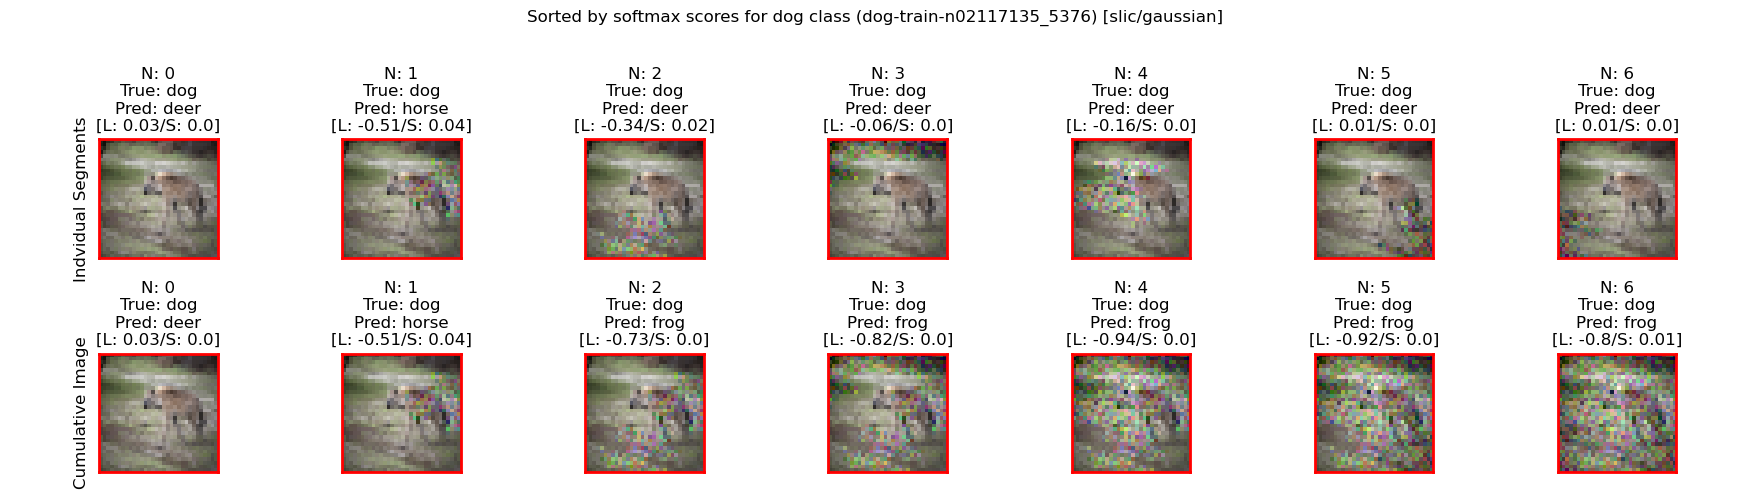 Sorted by softmax scores for dog class (dog-train-n02117135_5376) [slic/gaussian]
Indvidual Segments
N: 0
True: dog
Pred: deer
[L: 0.03/S: 0.0]
N: 1
True: dog
Pred: horse
[L: -0.51/S: 0.04]
N: 2
True: dog
Pred: deer
[L: -0.34/S: 0.02]
N: 3
True: dog
Pred: deer
[L: -0.06/S: 0.0]
N: 4
True: dog
Pred: deer
[L: -0.16/S: 0.0]
N: 5
True: dog
Pred: deer
[L: 0.01/S: 0.0]
N: 6
True: dog
Pred: deer
[L: 0.01/S: 0.0]
Cumulative Image
N: 0
True: dog
Pred: deer
[L: 0.03/S: 0.0]
N: 1
True: dog
Pred: horse
[L: -0.51/S: 0.04]
N: 2
True: dog
Pred: frog
[L: -0.73/S: 0.0]
N: 3
True: dog
Pred: frog
[L: -0.82/S: 0.0]
N: 4
True: dog
Pred: frog
[L: -0.94/S: 0.0]
N: 5
True: dog
Pred: frog
[L: -0.92/S: 0.0]
N: 6
True: dog
Pred: frog
[L: -0.8/S: 0.01]